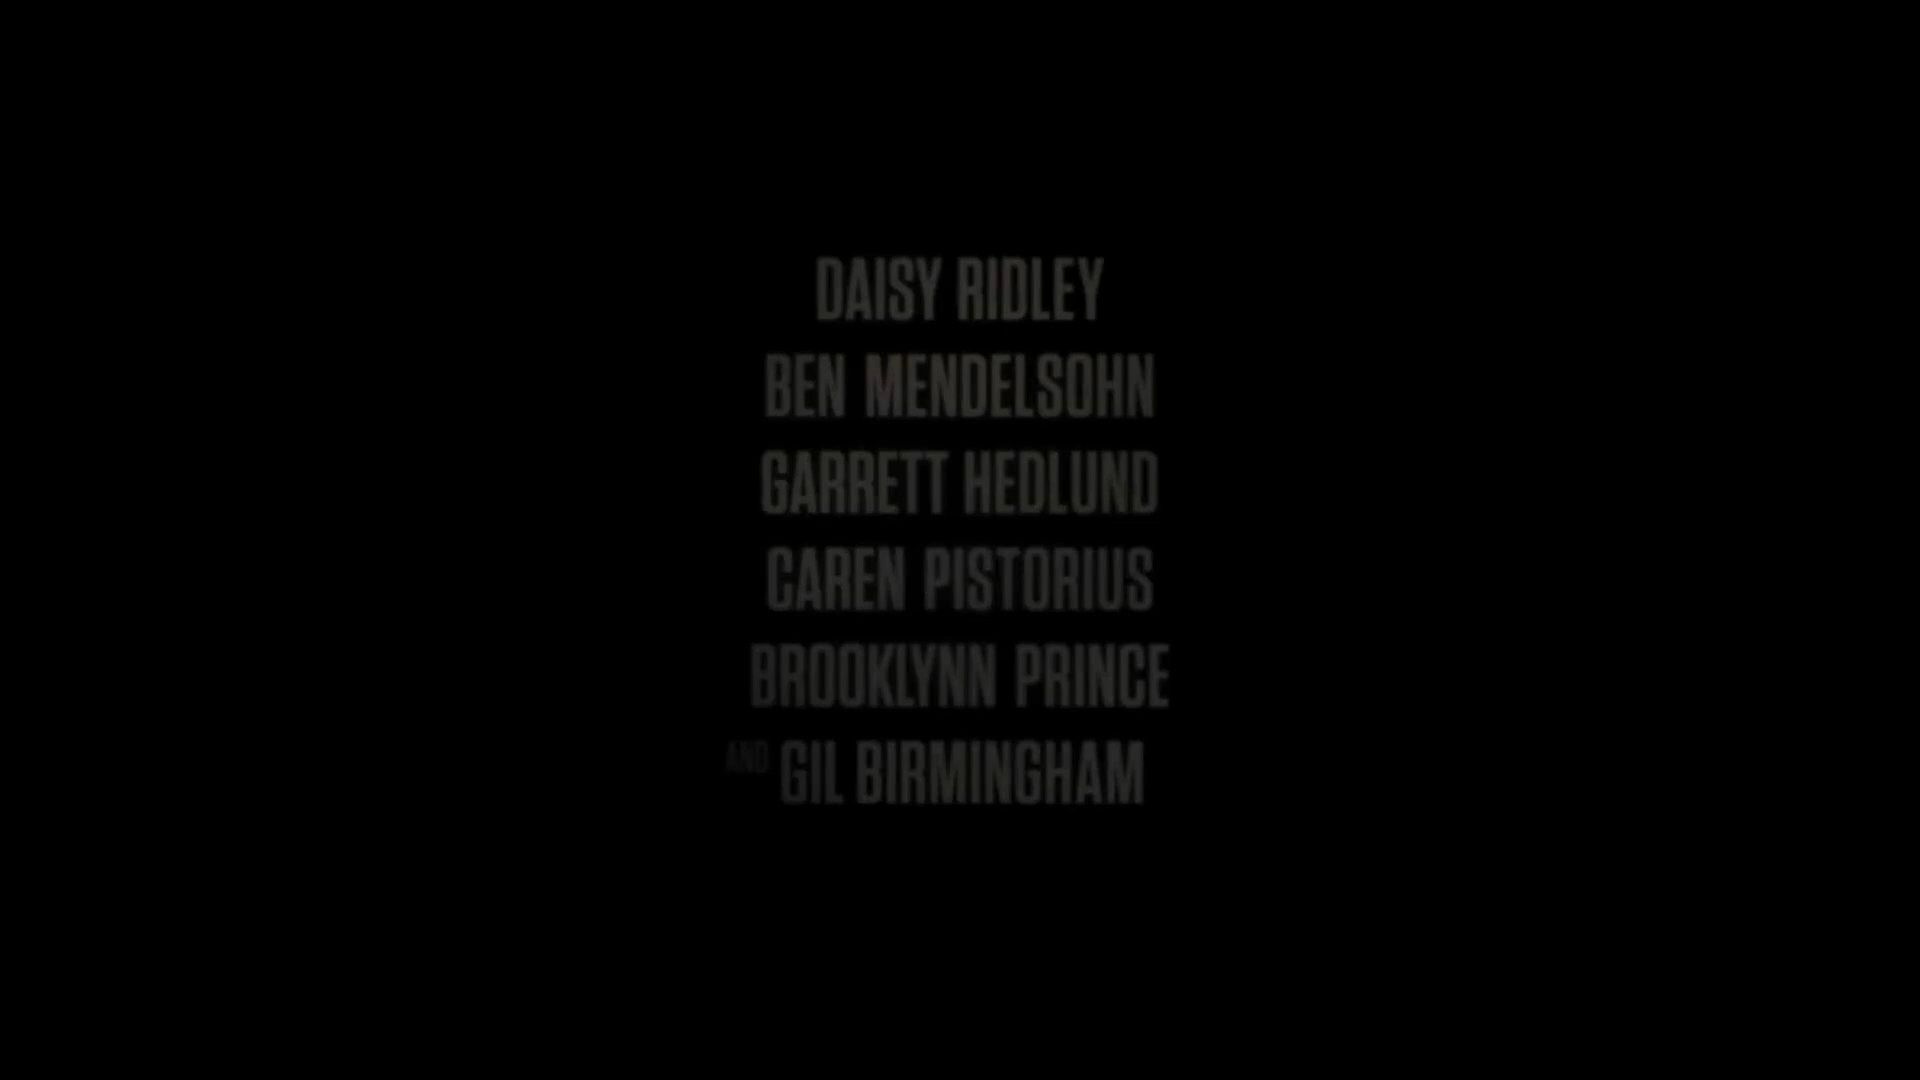 DAISY RIDLEY
BEN MENDELSOHN
GARRETT HEDLUND
CAREN PISTORIUS
BROOKLYNN PRINCE
AND GIL BIRMINGHAM